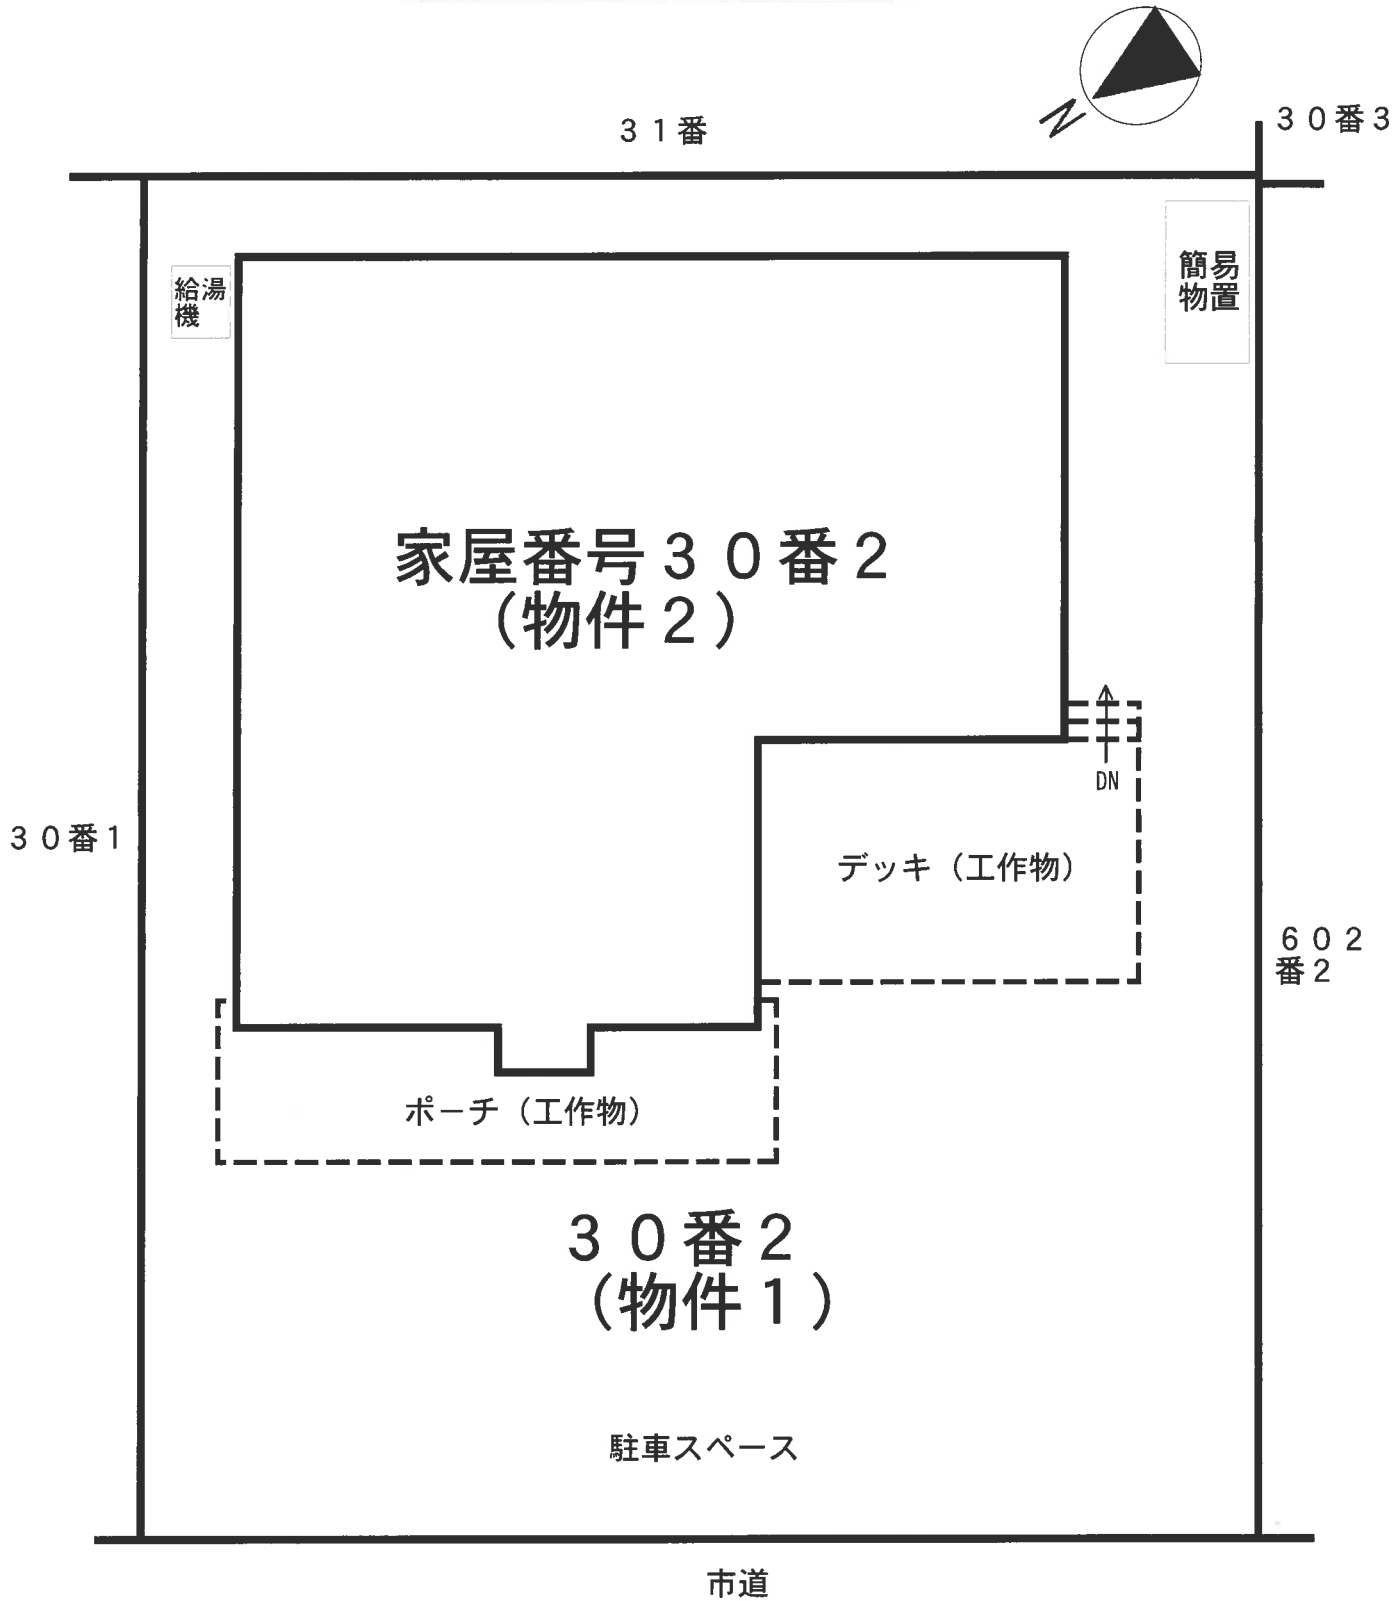 N
３１番
３０番３
給湯
機
簡易
物置
家屋番号３０番２
（物件２）
DN
３０番１
デッキ（工作物）
６０２
番２
ポーチ（工作物）
３０番２
（物件１）
駐車スペース
市道